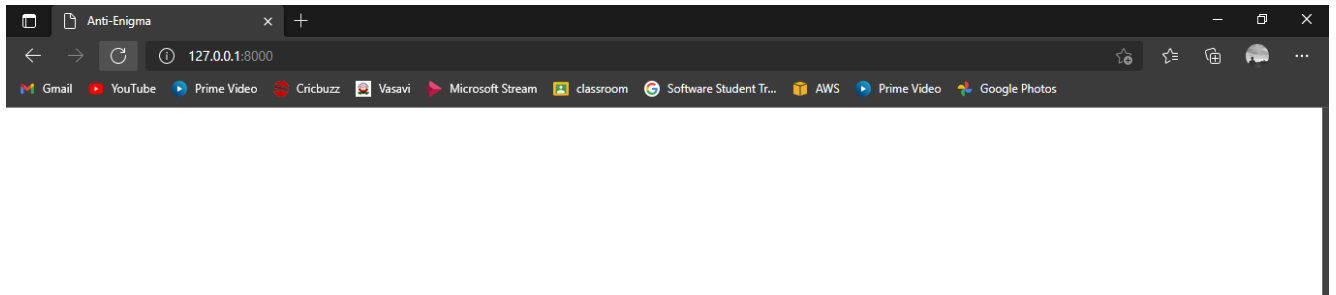 Anti-Enigma
127.0.0.1:8000
Gmail YouTube Prime Video Cricbuzz Vasavi Microsoft Stream classroom Software Student Tr... AWS Prime Video Google Photos